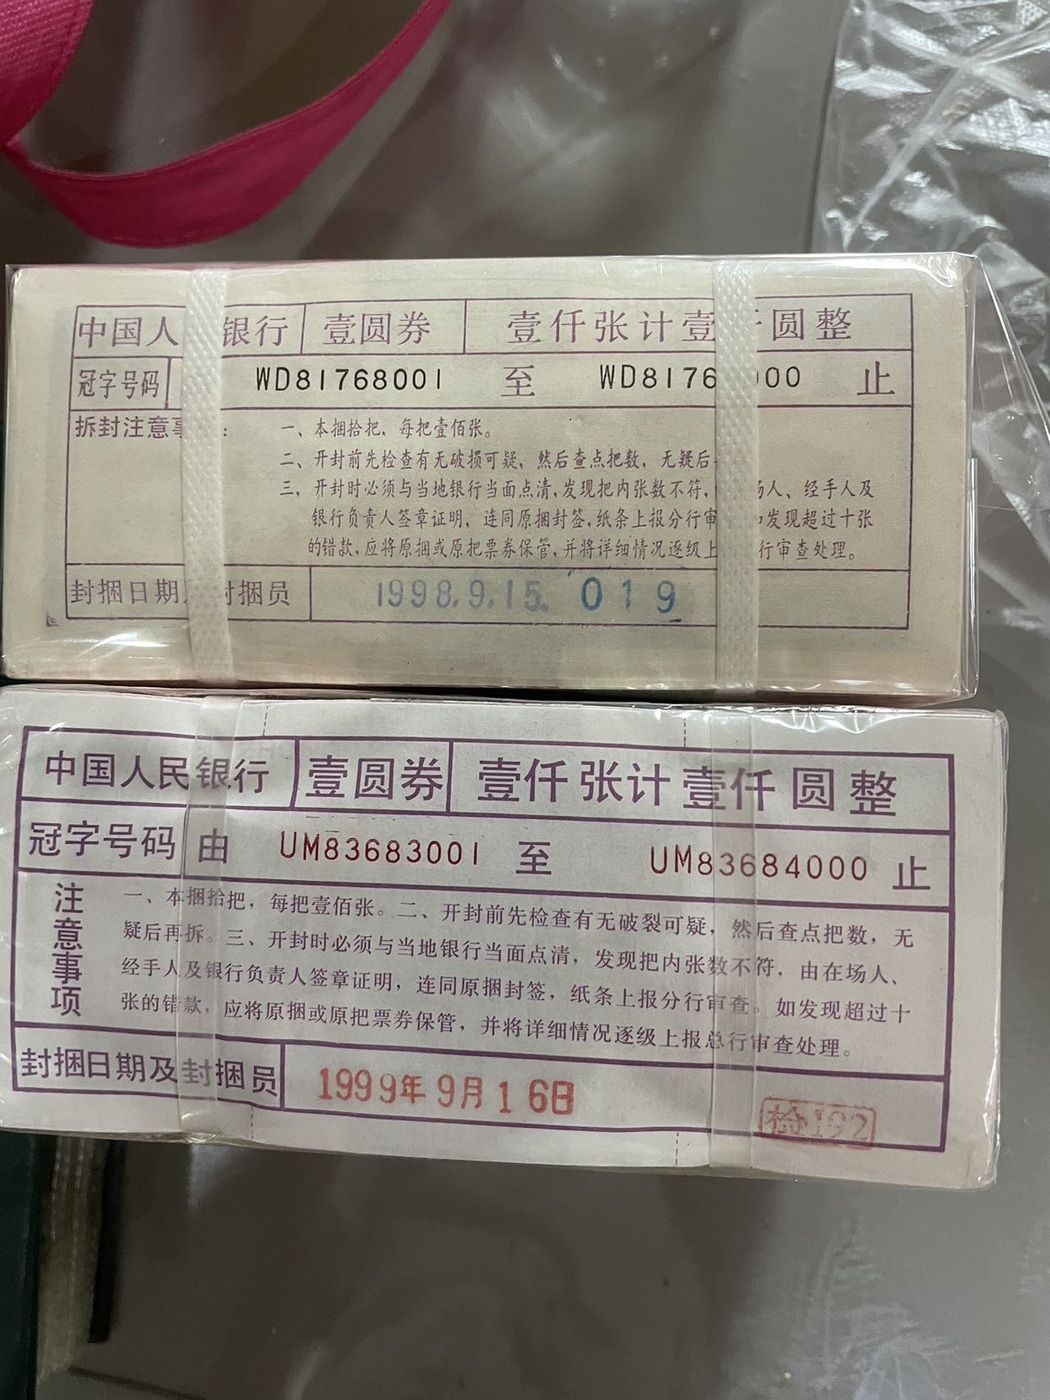 中国人 银行 壹圆券 壹仟张计壹 圆整
冠字号码 WD81768001 至 WD8176 000 止
拆封注意事 ： 一、本捆拾把，每把壹佰张。
二、开封前先检查有无破损可疑，然后查点把数，无疑后
三、开封时必须与当地银行当面点清，发现把内张数不符， 场人、经手人及
银行负责人签章证明，连同原捆封签，纸条上报分行审 如发现超过十张
的错款，应将原捆或原把票券保管，并将详细情况逐级上 行审查处理。
封捆日期 封捆员 1998.9.15. 019
中国人民银行 壹圆券 壹仟张计壹仟圆整
冠字号码 由 UM83683001 至 UM83684000 止
注意事项
一、本捆拾把，每把壹佰张。二、开封前先检查有无破裂可疑，然后查点把数，无
疑后再拆。三、开封时必须与当地银行当面点清，发现把内张数不符，由在场人、
经手人及银行负责人签章证明，连同原捆封签，纸条上报分行审查。如发现超过十
张的错款，应将原捆或原把票券保管，并将详细情况逐级上报总行审查处理。
封捆日期及封捆员 1999年9月16日
192